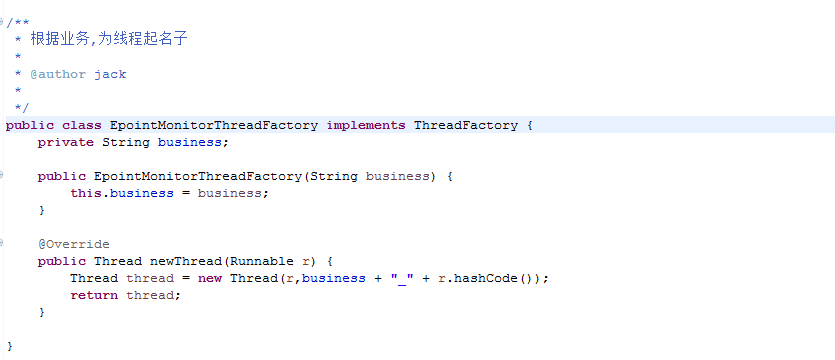 /**
 * 根据业务,为线程起名子
 *
 * @author jack
 *
 */
public class EpointMonitorThreadFactory implements ThreadFactory {
    private String business;
    public EpointMonitorThreadFactory(String business) {
        this.business = business;
    }
    @Override
    public Thread newThread(Runnable r) {
        Thread thread = new Thread(r,business + "_" + r.hashCode());
        return thread;
    }
}